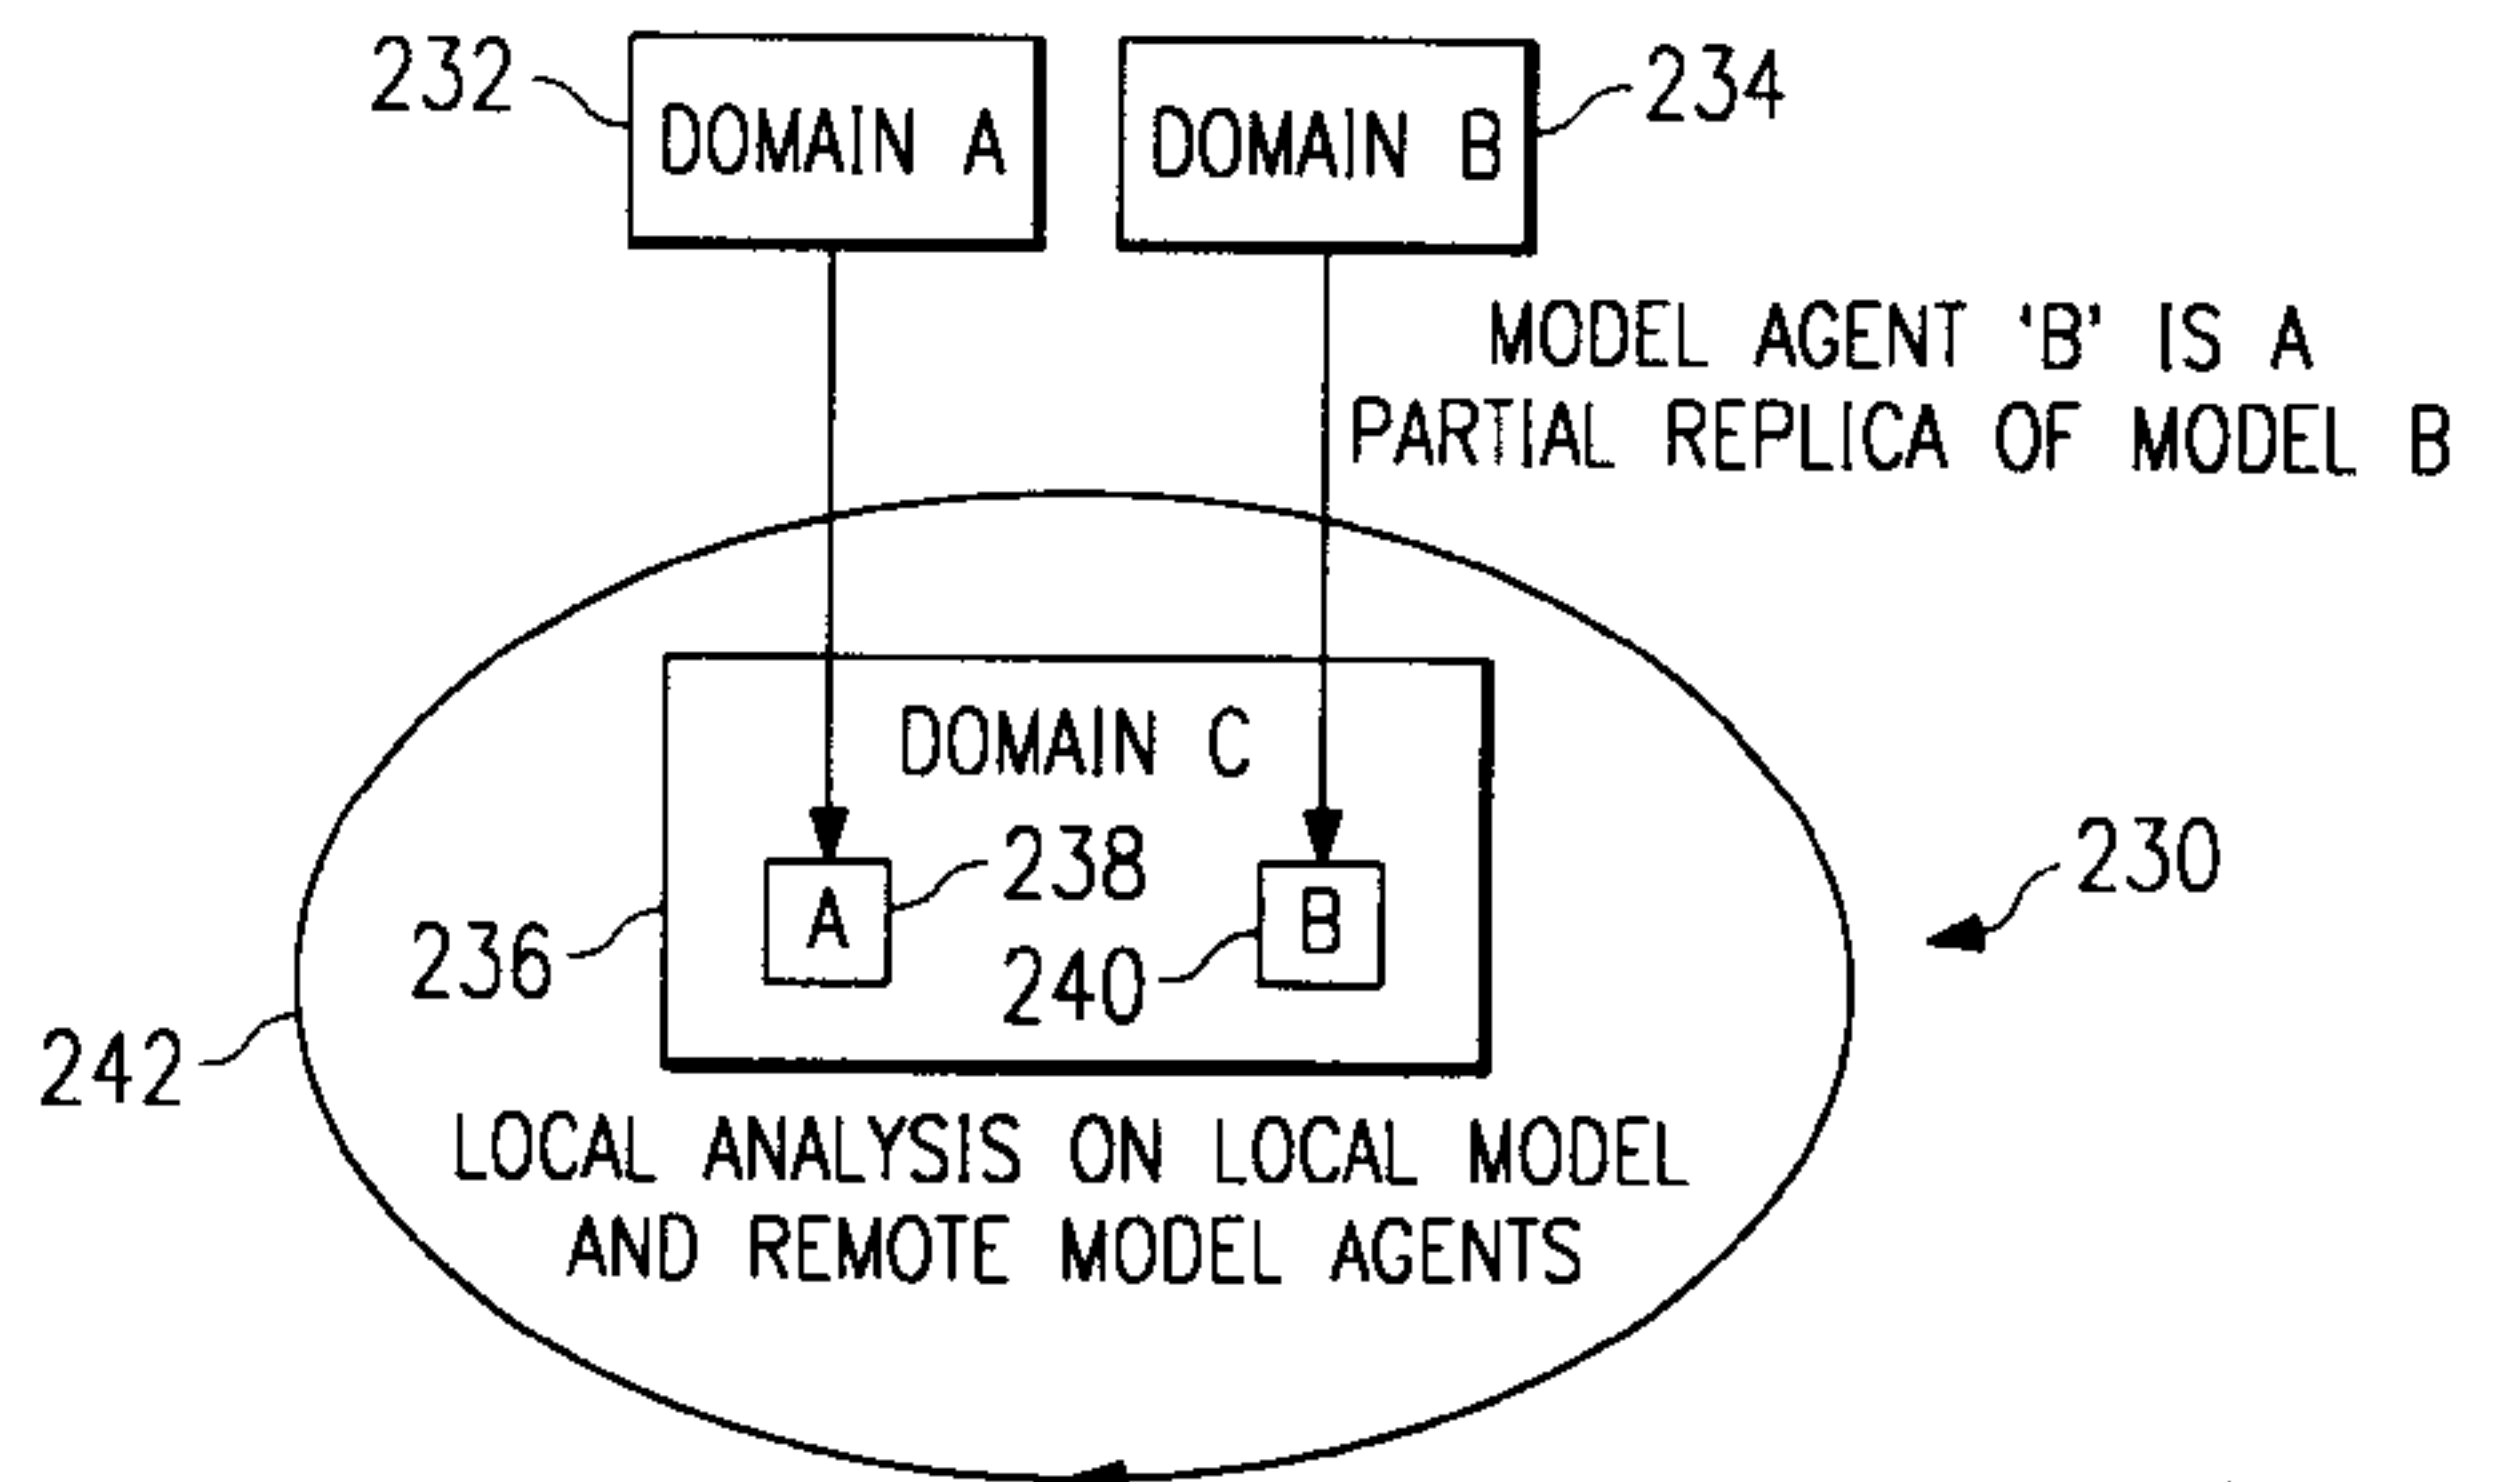 232
DOMAIN A
DOMAIN B
234
MODEL AGENT 'B' IS A
PARTIAL REPLICA OF MODEL B
DOMAIN C
230
238
A
B
236
240
242
LOCAL ANALYSIS ON LOCAL MODEL
AND REMOTE MODEL AGENTS